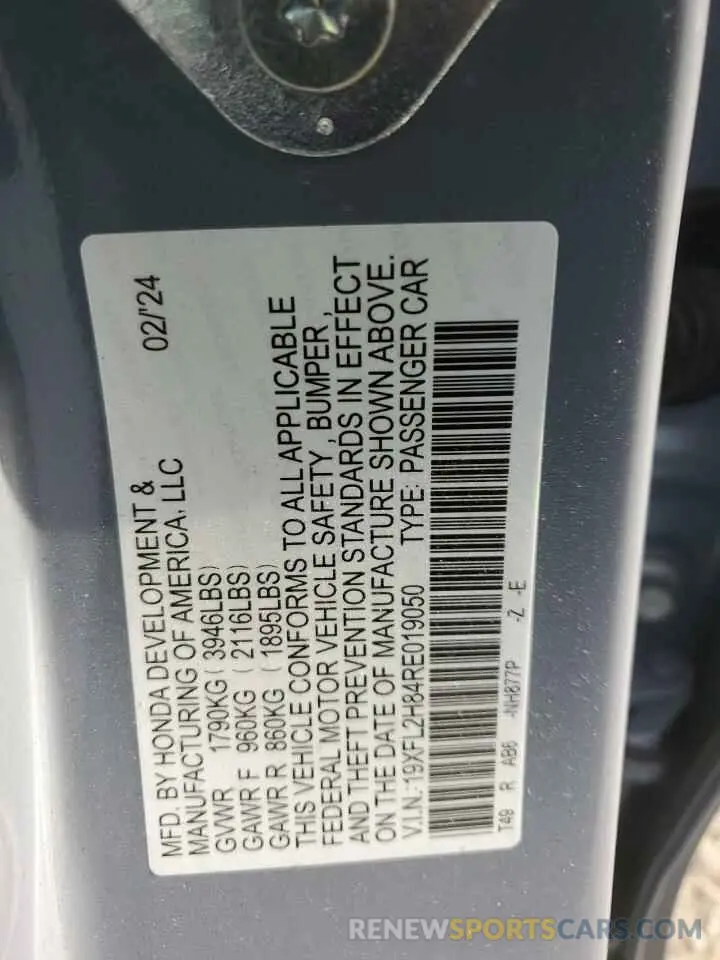 MFD. BY HONDA DEVELOPMENT & 02/'24
MANUFACTURING OF AMERICA, LLC
GVWR 1790KG (3946LBS)
GAWR F 960KG (2116LBS)
GAWR R 860KG (1895LBS)
THIS VEHICLE CONFORMS TO ALL APPLICABLE
FEDERAL MOTOR VEHICLE SAFETY, BUMPER,
AND THEFT PREVENTION STANDARDS IN EFFECT
ON THE DATE OF MANUFACTURE SHOWN ABOVE.
V.I.N.:19XFL2H84RE019050 TYPE: PASSENGER CAR
T49 R AB6 -NH877P -Z -E
RENEWSPORTSCARS.COM